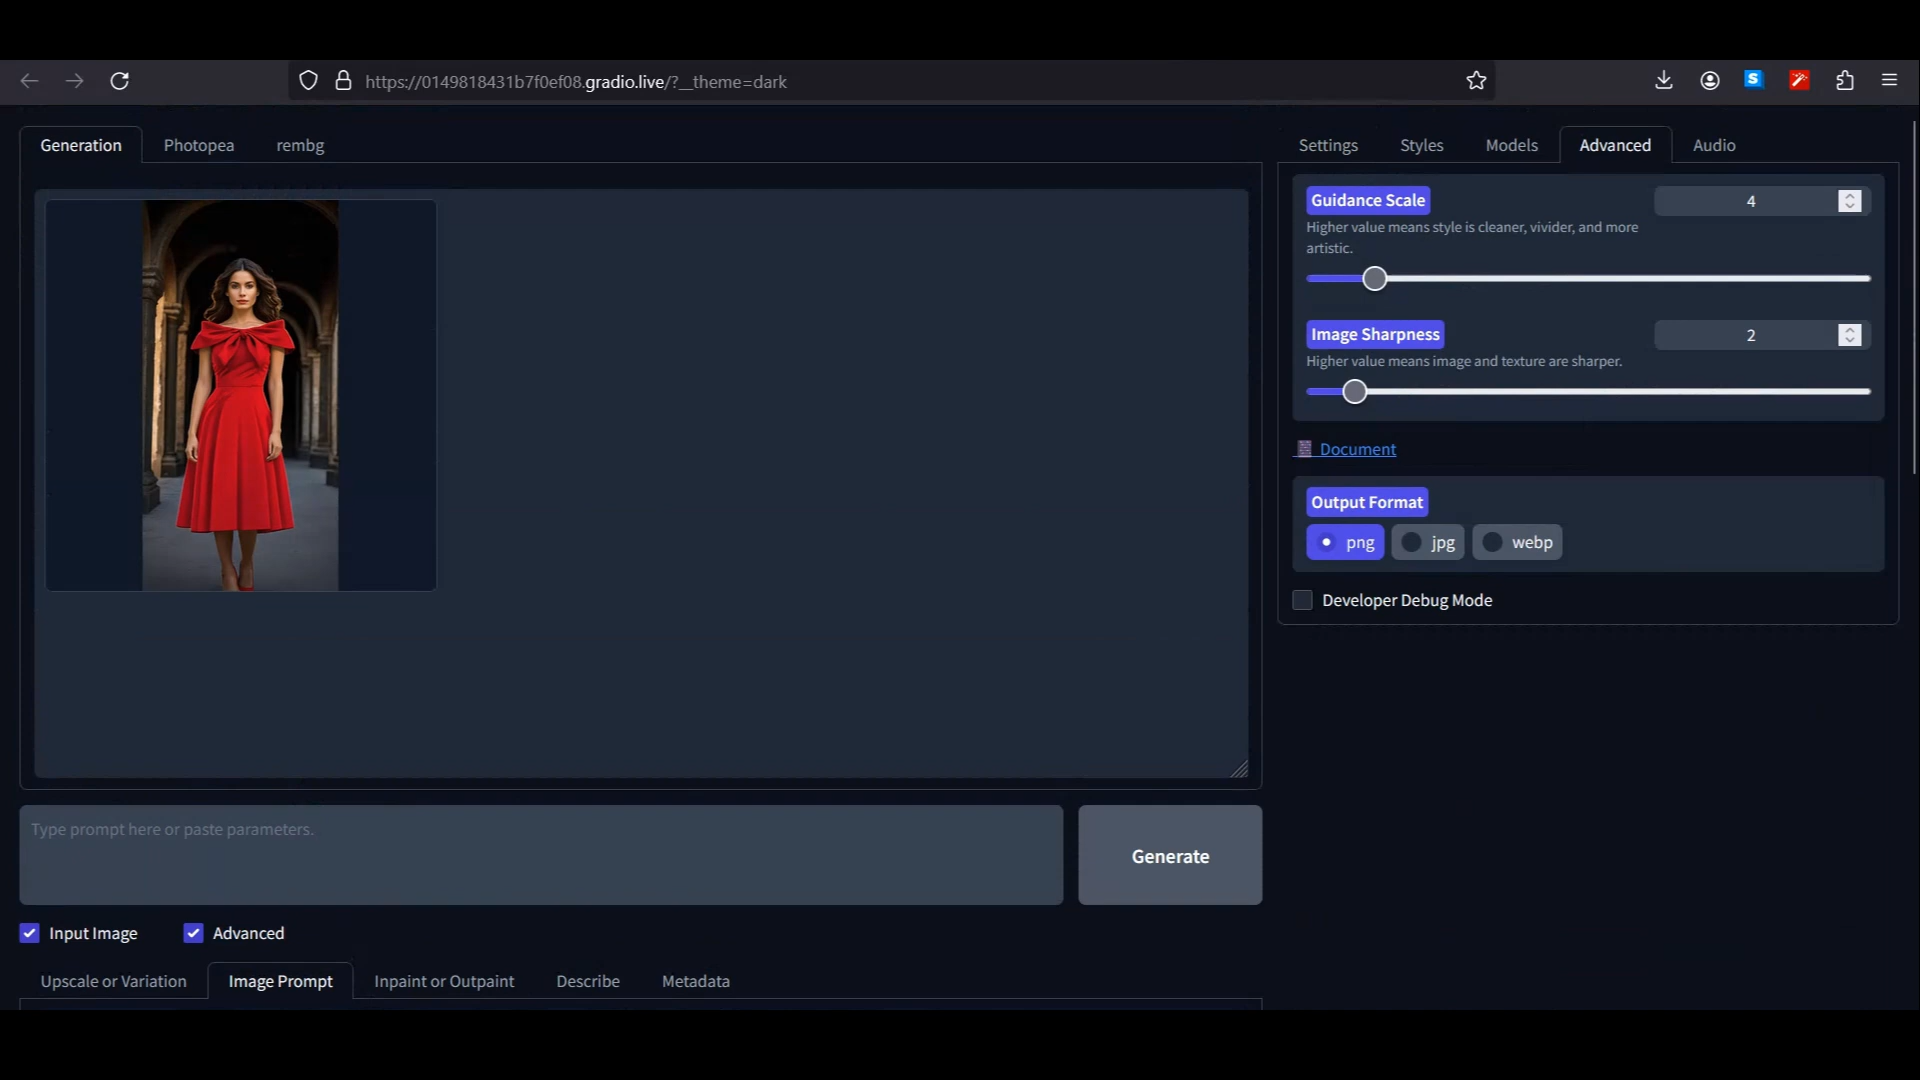 https://0149818431b7f0ef08.gradio.live/?__theme=dark
S
Generation Photopea rembg
Settings Styles Models Advanced Audio
Guidance Scale
4
Higher value means style is cleaner, vivider, and more
artistic.
Image Sharpness
2
Higher value means image and texture are sharper.
Document
Output Format
png jpg webp
Developer Debug Mode
Type prompt here or paste parameters.
Generate
Input Image Advanced
Upscale or Variation Image Prompt Inpaint or Outpaint Describe Metadata